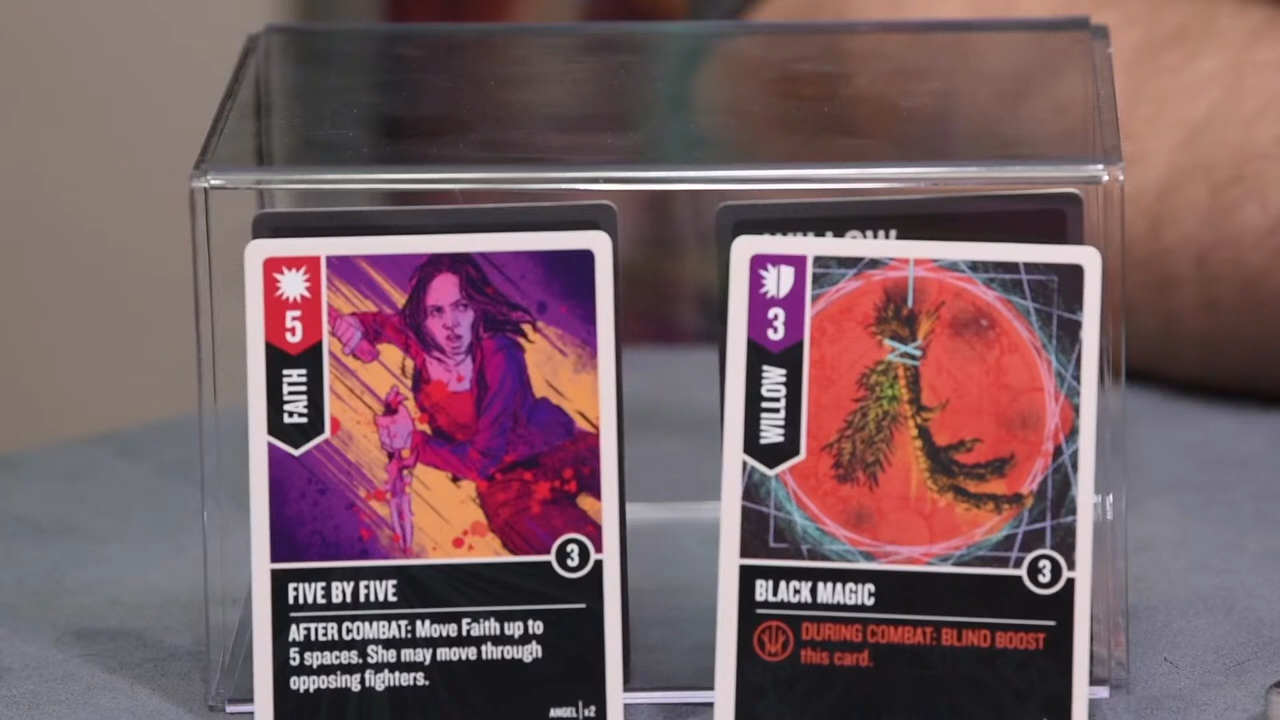 5
FAITH
3
FIVE BY FIVE
AFTER COMBAT: Move Faith up to
5 spaces. She may move through
opposing fighters.
ANGEL | x2
WILLOW
3
WILLOW
3
BLACK MAGIC
DURING COMBAT: BLIND BOOST
this card.